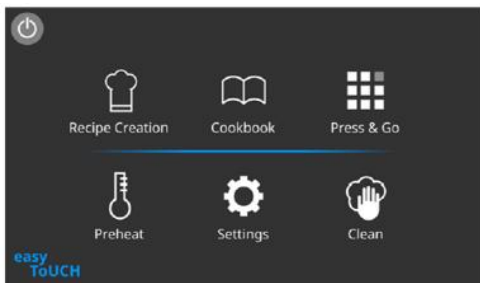 Recipe Creation
Cookbook
Press & Go
Preheat
Settings
Clean
easy
ToUCH